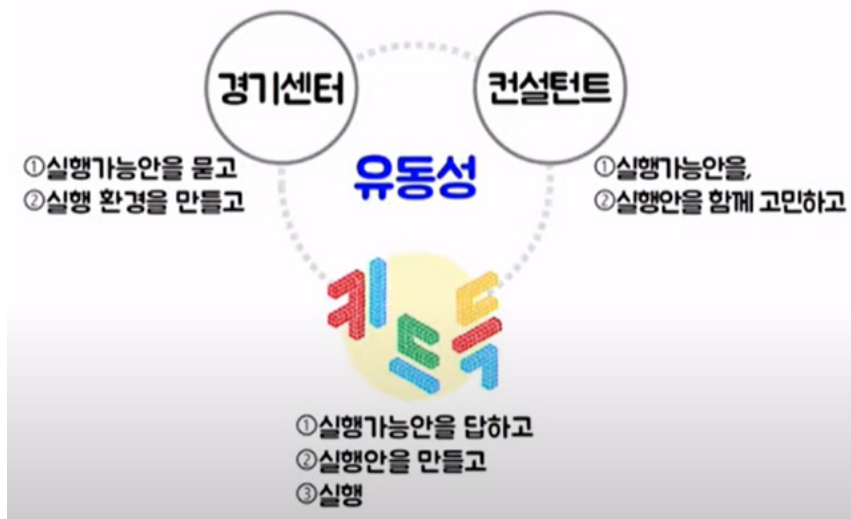 경기센터
컨설턴트
①실행가능안을 묻고
②실행 환경을 만들고
유동성
①실행가능안을,
②실행안을 함께 고민하고
키드득
①실행가능안을 답하고
②실행안을 만들고
③실행